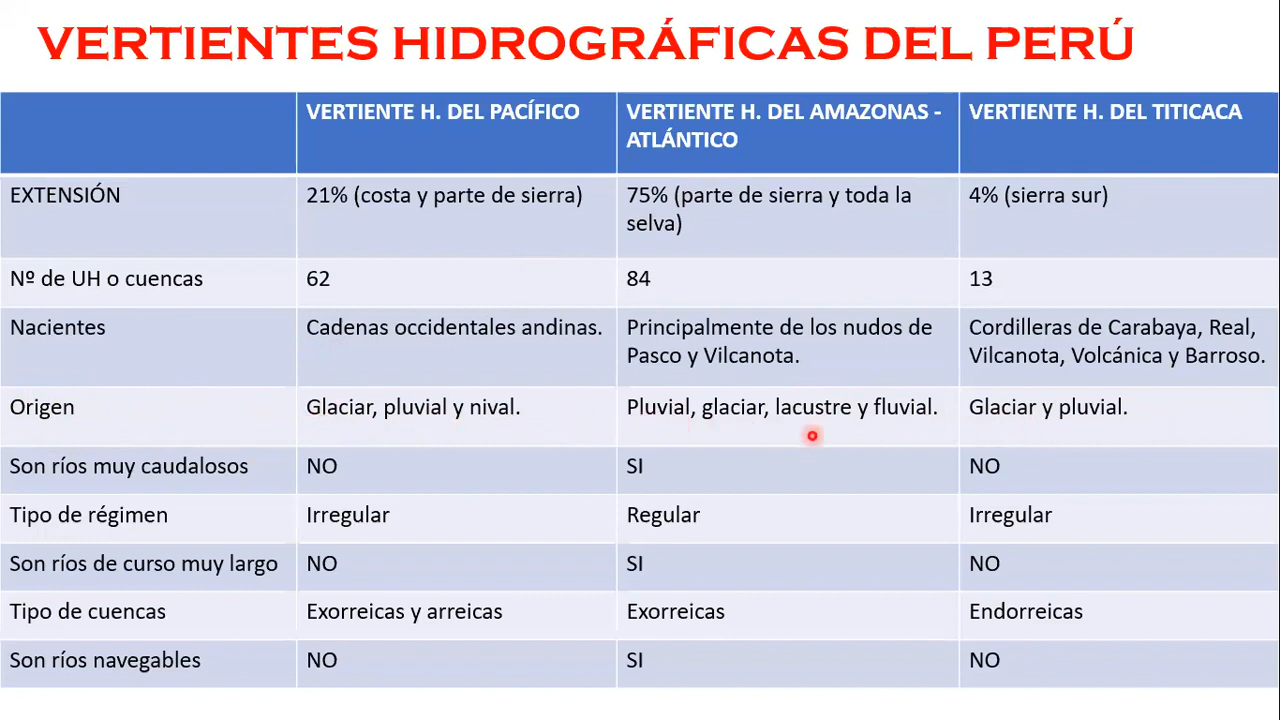 VERTIENTES HIDROGRÁFICAS DEL PERÚ
VERTIENTE H. DEL PACÍFICO
VERTIENTE H. DEL AMAZONAS -
ATLÁNTICO
VERTIENTE H. DEL TITICACA
EXTENSIÓN
21% (costa y parte de sierra)
75% (parte de sierra y toda la
selva)
4% (sierra sur)
Nº de UH o cuencas
62
84
13
Nacientes
Cadenas occidentales andinas.
Principalmente de los nudos de
Pasco y Vilcanota.
Cordilleras de Carabaya, Real,
Vilcanota, Volcánica y Barroso.
Origen
Glaciar, pluvial y nival.
Pluvial, glaciar, lacustre y fluvial.
Glaciar y pluvial.
Son ríos muy caudalosos
NO
SI
NO
Tipo de régimen
Irregular
Regular
Irregular
Son ríos de curso muy largo
NO
SI
NO
Tipo de cuencas
Exorreicas y arreicas
Exorreicas
Endorreicas
Son ríos navegables
NO
SI
NO